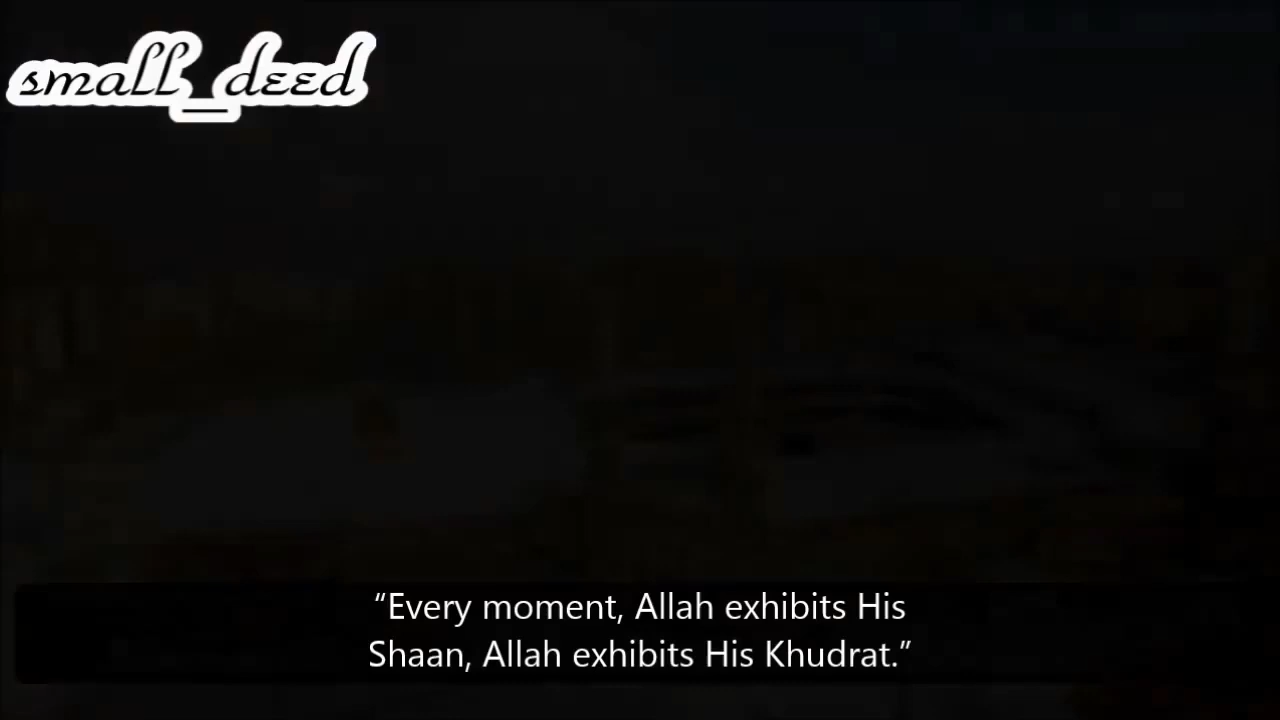 small_deed
“Every moment, Allah exhibits His
Shaan, Allah exhibits His Khudrat.”